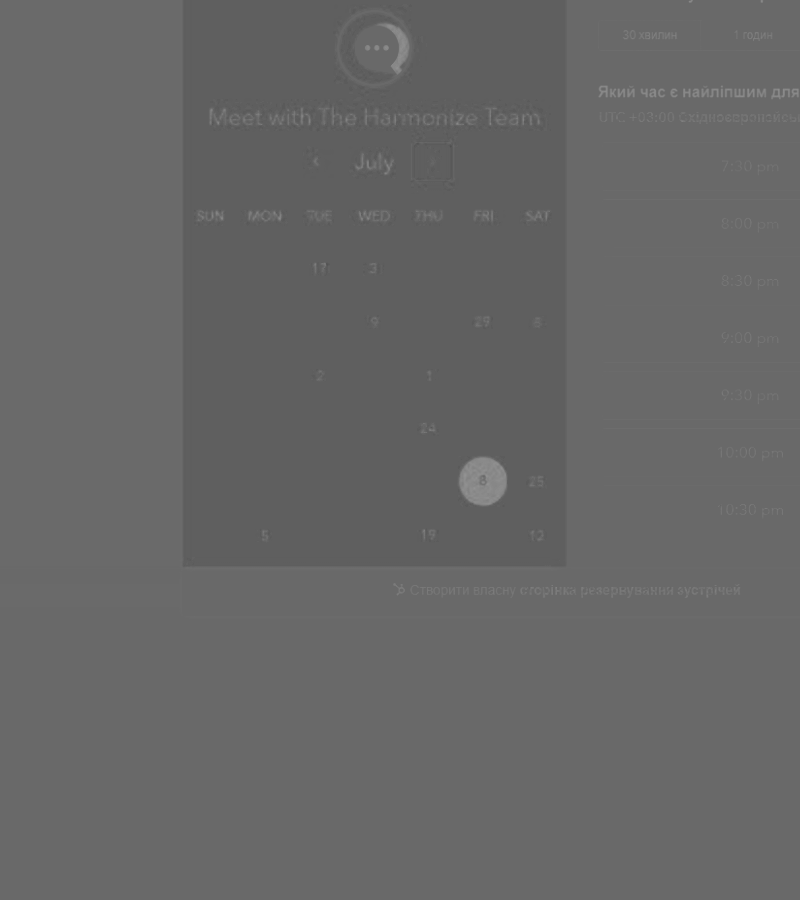 30 хвилин 1 годин
Meet with The Harmonize Team
Який час є найліпшим для
UTC +03:00
July
7:30 pm
SUN MON TUE WED THU FRI SAT
8:00 pm
17 3
8:30 pm
9 29 6
9:00 pm
2 1
9:30 pm
24
10:00 pm
8 25
10:30 pm
5 19 12
Створити власну сторінка резервування зустрічей